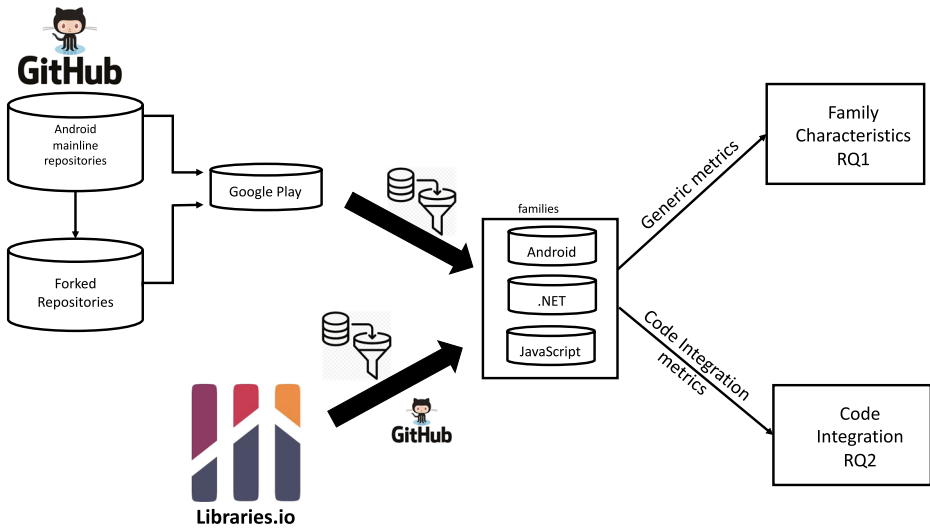 GitHub
Android
mainline
repositories
Google Play
Forked
Repositories
families
Android
.NET
JavaScript
Generic metrics
Family
Characteristics
RQ1
Code Integration
metrics
Code
Integration
RQ2
GitHub
Libraries.io